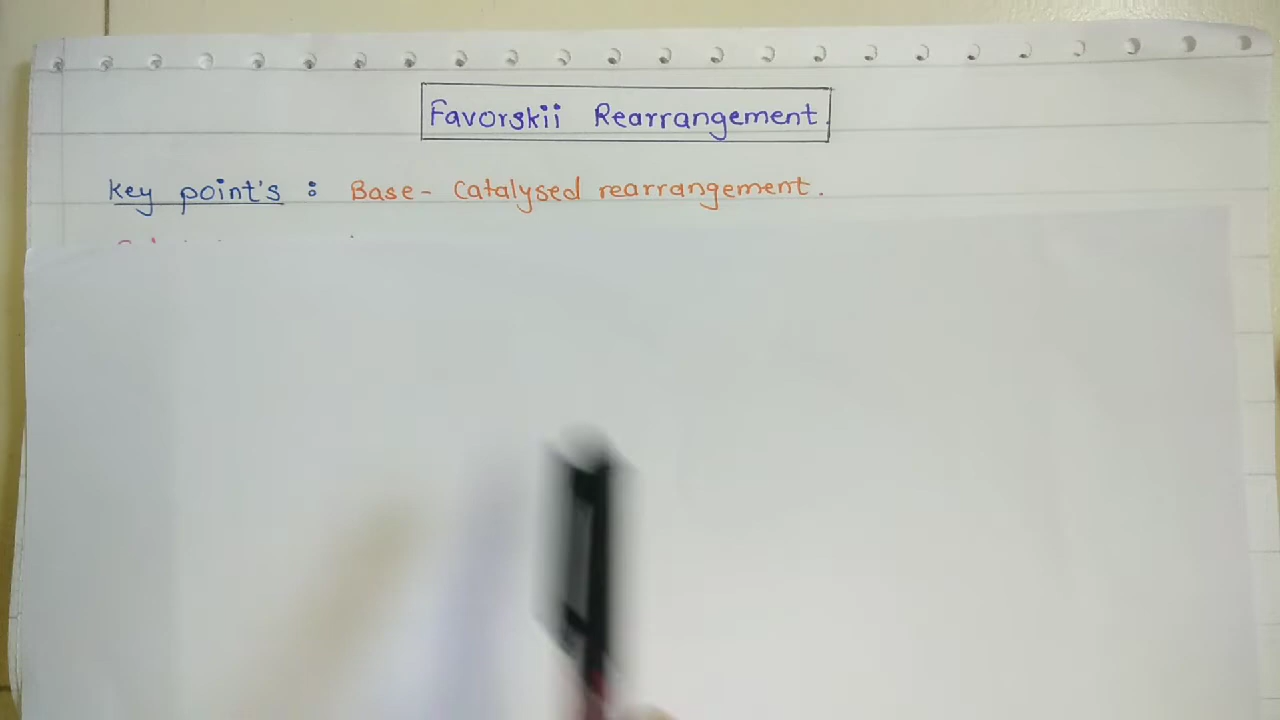 Favorskii Rearrangement.
Key point's : Base - Catalysed rearrangement.